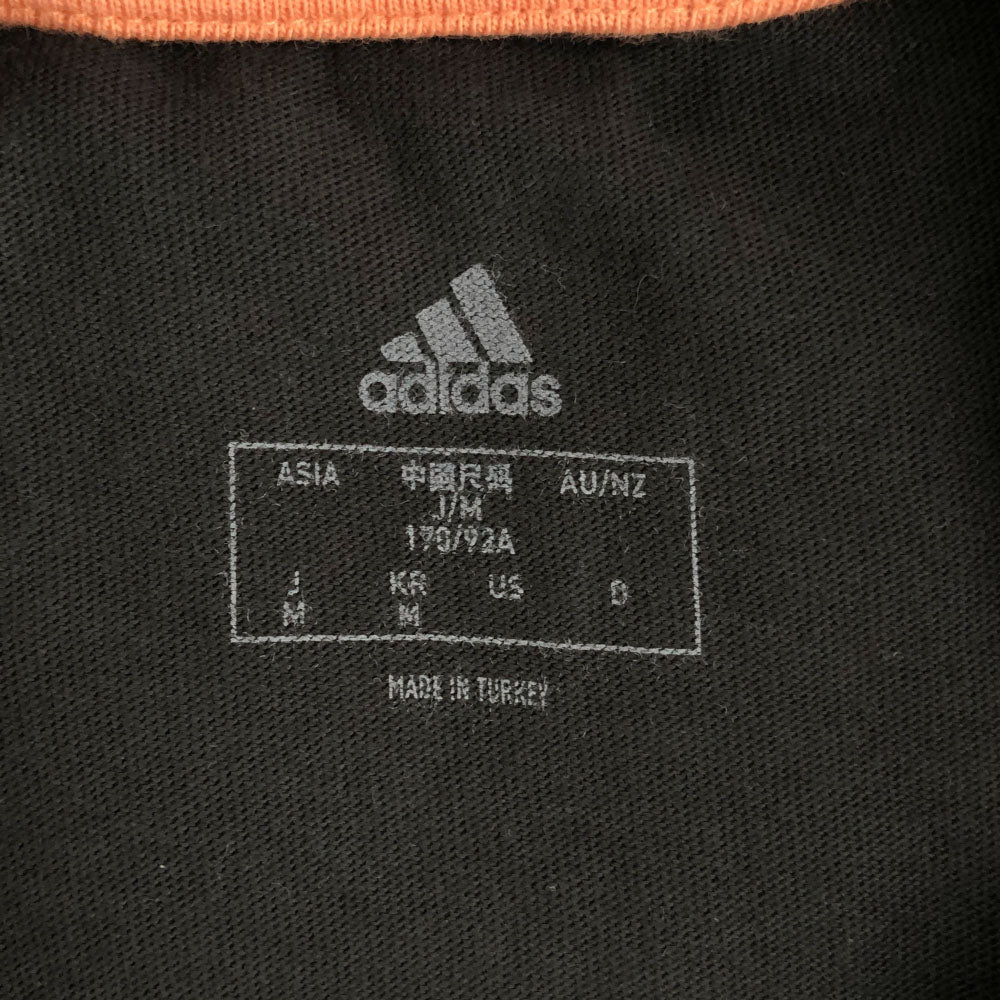 adidas
ASIA 中國尺碼 AU/NZ
J/M
170/92A
J KR US D
M M
MADE IN TURKEY